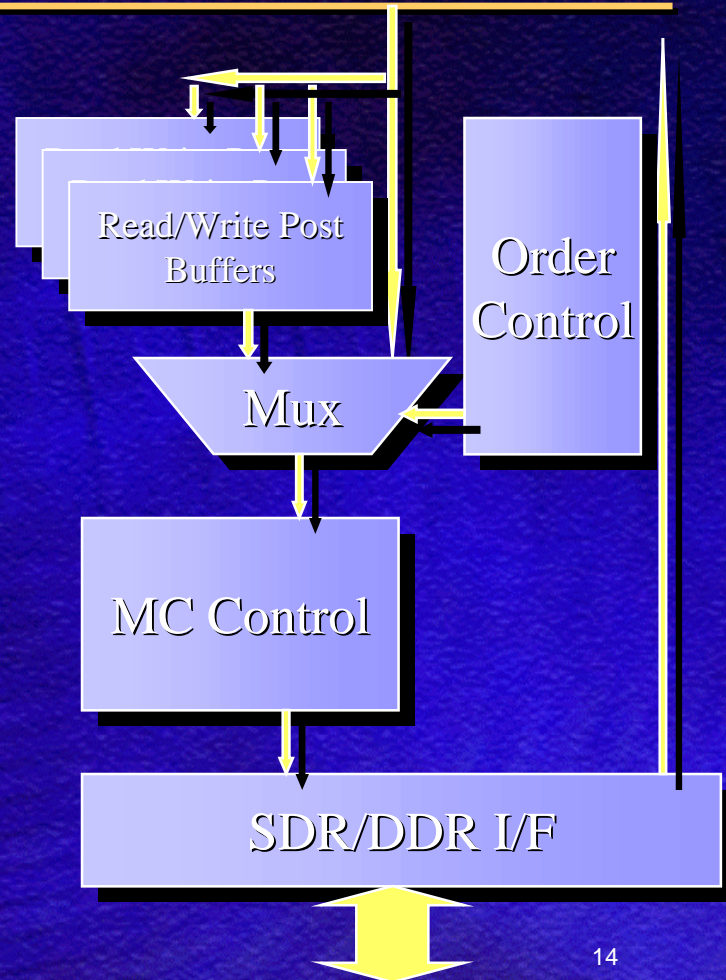 Read/Write Post
Buffers
Order
Control
Mux
MC Control
SDR/DDR I/F
14